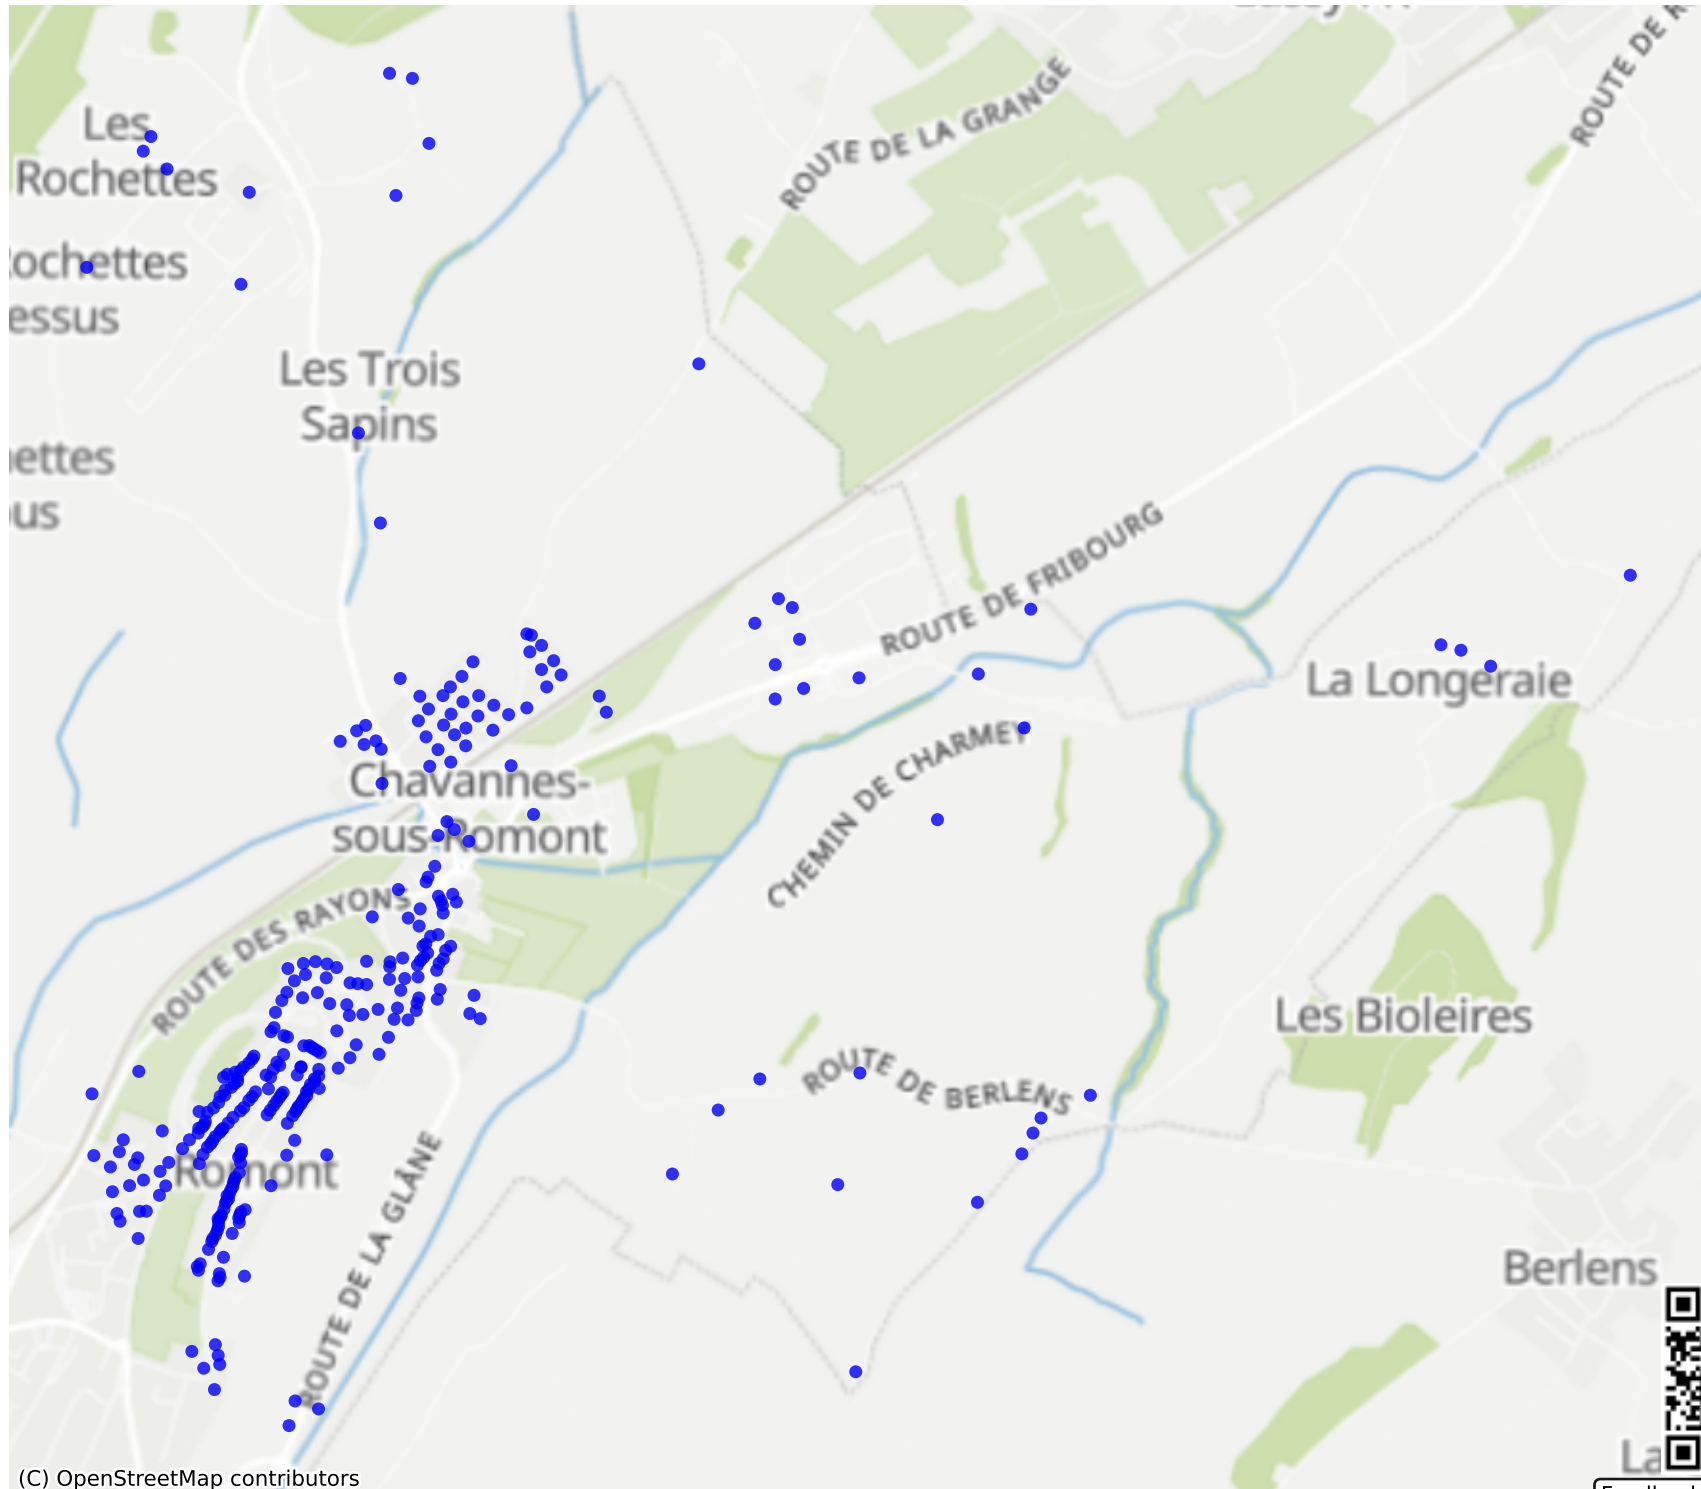 ROUTE DE LA GRANGE
Les
Rochettes
ochettes
essus
Les Trois
Sapins
ettes
us
ROUTE DE FRIBOURG
La Longeraie
CHEMIN DE CHARMEY
Chavannes-
sous-Romont
ROUTE DES RAYONS
Les Bioleires
ROUTE DE BERLENS
Romont
ROUTE DE LA GLÂNE
Berlens
La
(C) OpenStreetMap contributors